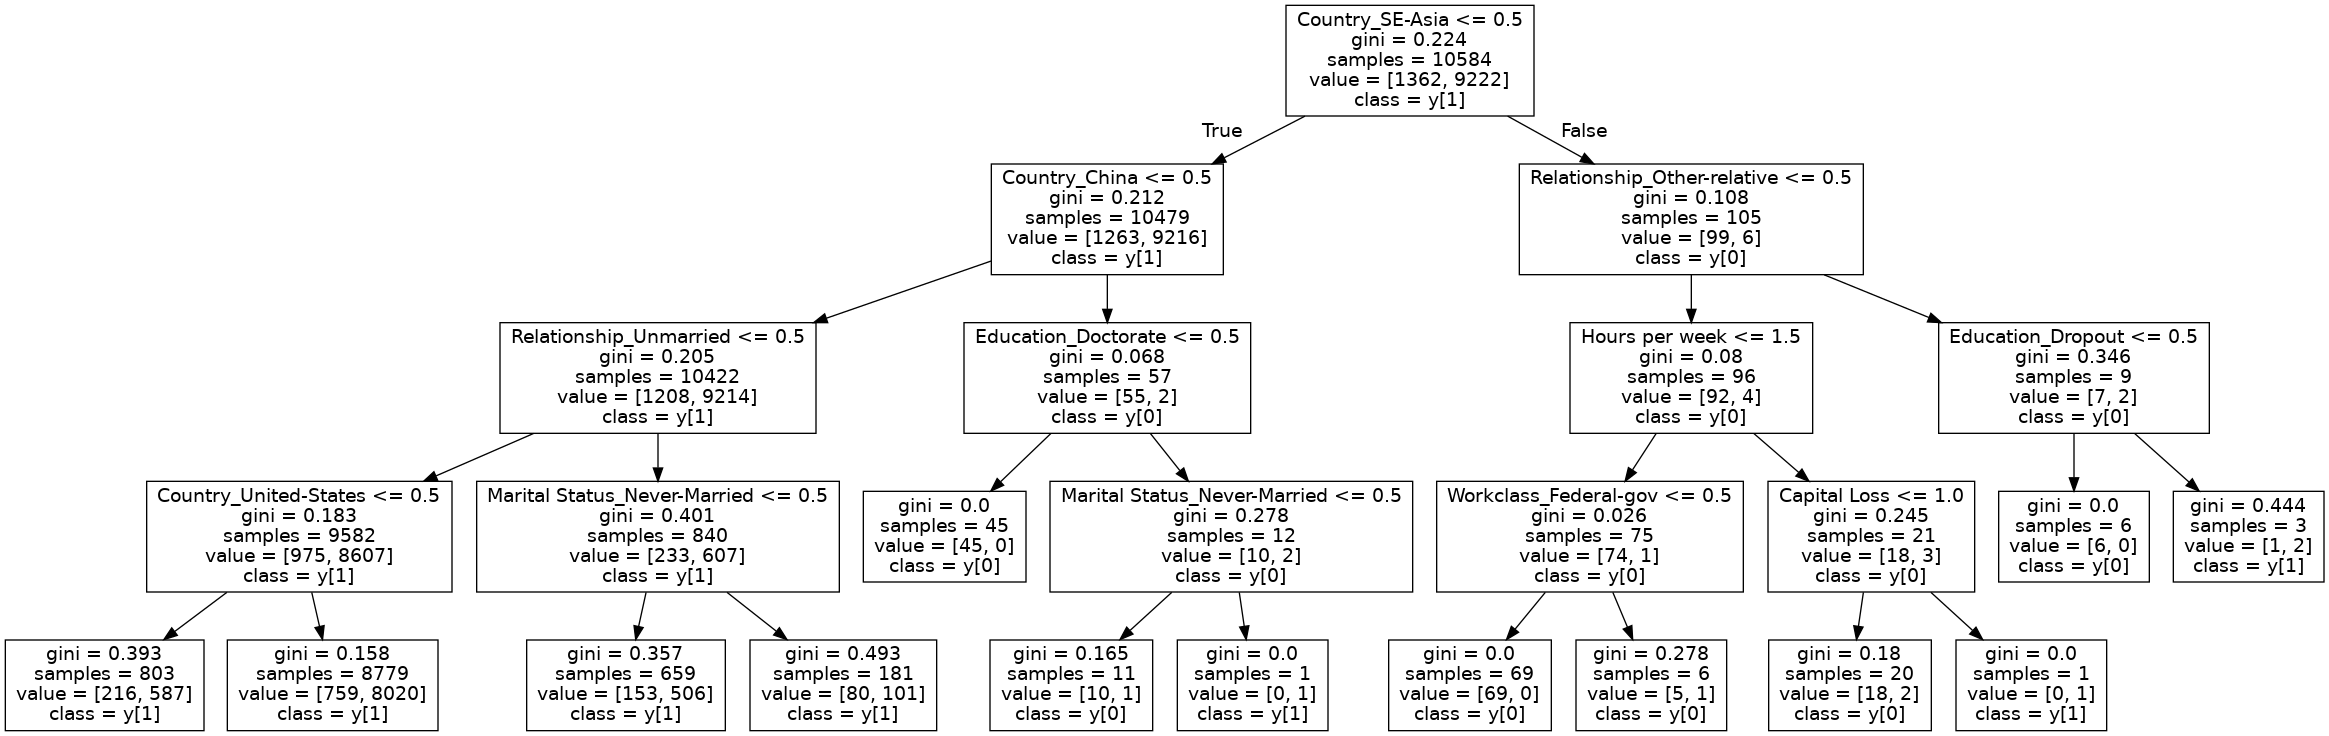 Country_SE-Asia <= 0.5
gini = 0.224
samples = 10584
value = [1362, 9222]
class = y[1]
True
False
Country_China <= 0.5
gini = 0.212
samples = 10479
value = [1263, 9216]
class = y[1]
Relationship_Other-relative <= 0.5
gini = 0.108
samples = 105
value = [99, 6]
class = y[0]
Relationship_Unmarried <= 0.5
gini = 0.205
samples = 10422
value = [1208, 9214]
class = y[1]
Education_Doctorate <= 0.5
gini = 0.068
samples = 57
value = [55, 2]
class = y[0]
Hours per week <= 1.5
gini = 0.08
samples = 96
value = [92, 4]
class = y[0]
Education_Dropout <= 0.5
gini = 0.346
samples = 9
value = [7, 2]
class = y[0]
Country_United-States <= 0.5
gini = 0.183
samples = 9582
value = [975, 8607]
class = y[1]
Marital Status_Never-Married <= 0.5
gini = 0.401
samples = 840
value = [233, 607]
class = y[1]
gini = 0.0
samples = 45
value = [45, 0]
class = y[0]
Marital Status_Never-Married <= 0.5
gini = 0.278
samples = 12
value = [10, 2]
class = y[0]
Workclass_Federal-gov <= 0.5
gini = 0.026
samples = 75
value = [74, 1]
class = y[0]
Capital Loss <= 1.0
gini = 0.245
samples = 21
value = [18, 3]
class = y[0]
gini = 0.0
samples = 6
value = [6, 0]
class = y[0]
gini = 0.444
samples = 3
value = [1, 2]
class = y[1]
gini = 0.393
samples = 803
value = [216, 587]
class = y[1]
gini = 0.158
samples = 8779
value = [759, 8020]
class = y[1]
gini = 0.357
samples = 659
value = [153, 506]
class = y[1]
gini = 0.493
samples = 181
value = [80, 101]
class = y[1]
gini = 0.165
samples = 11
value = [10, 1]
class = y[0]
gini = 0.0
samples = 1
value = [0, 1]
class = y[1]
gini = 0.0
samples = 69
value = [69, 0]
class = y[0]
gini = 0.278
samples = 6
value = [5, 1]
class = y[0]
gini = 0.18
samples = 20
value = [18, 2]
class = y[0]
gini = 0.0
samples = 1
value = [0, 1]
class = y[1]